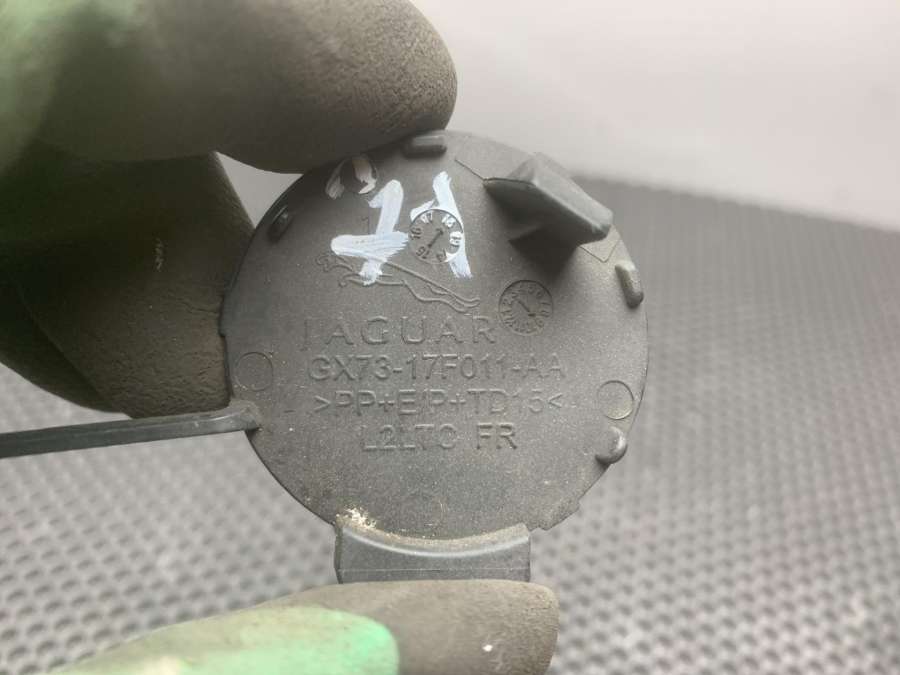 JAGUAR
GX73-17F011-AA
>PP+E/P+TD15<
L2LTC FR